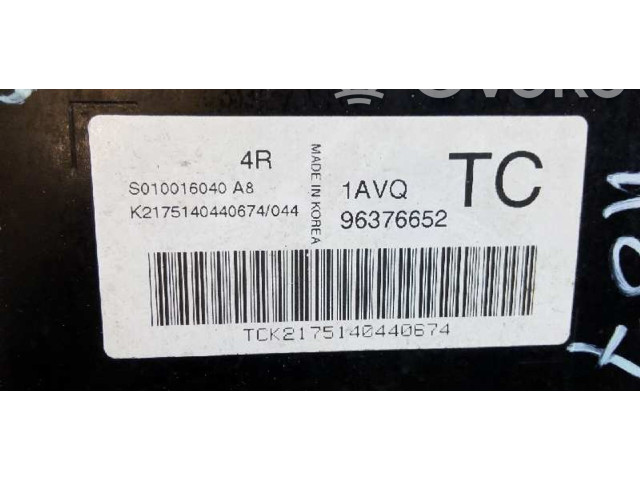 4R
S010016040 A8
K2175140440674/044
MADE IN KOREA
1AVQ
96376652
TC
TCK2175140440674